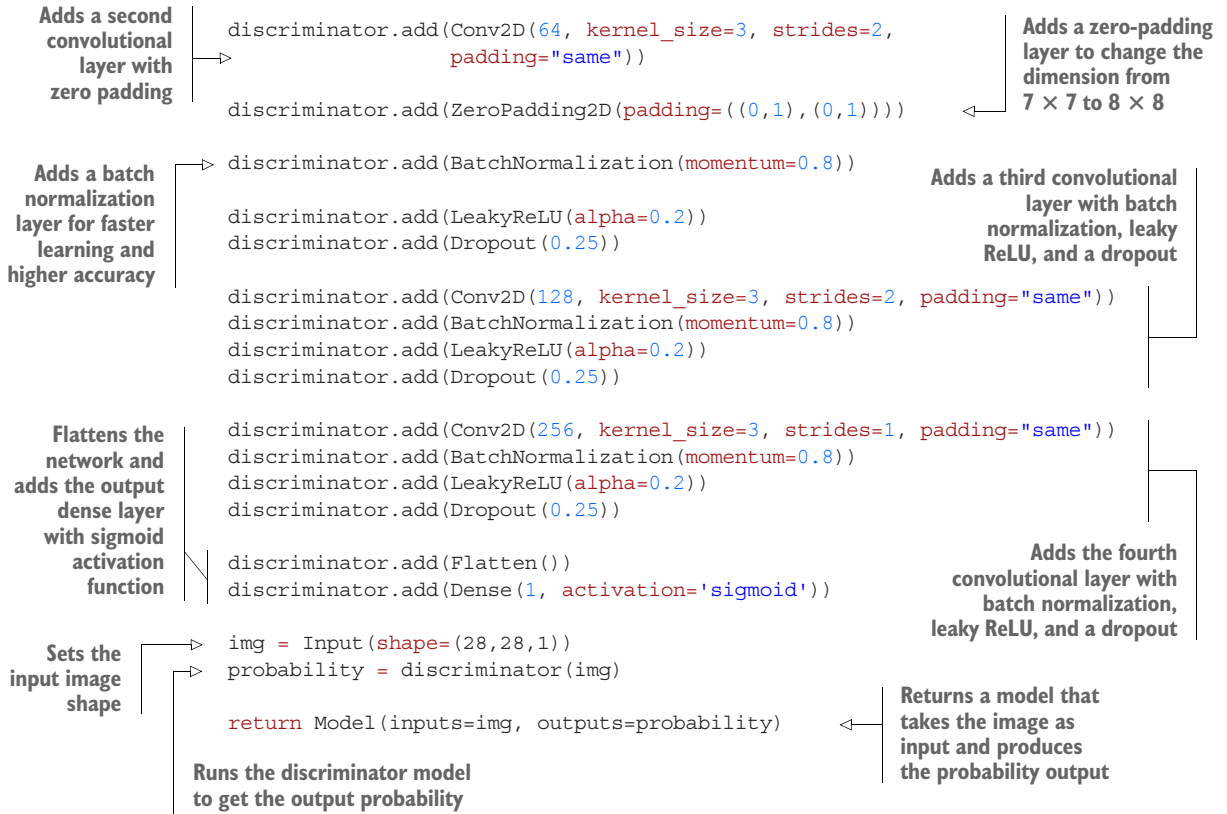 Adds a second
convolutional
layer with
zero padding
discriminator.add(Conv2D(64, kernel_size=3, strides=2,
padding="same"))
Adds a zero-padding
layer to change the
dimension from
7 × 7 to 8 × 8
discriminator.add(ZeroPadding2D(padding=((0,1),(0,1))))
Adds a batch
normalization
layer for faster
learning and
higher accuracy
discriminator.add(BatchNormalization(momentum=0.8))
discriminator.add(LeakyReLU(alpha=0.2))
discriminator.add(Dropout(0.25))
Adds a third convolutional
layer with batch
normalization, leaky
ReLU, and a dropout
discriminator.add(Conv2D(128, kernel_size=3, strides=2, padding="same"))
discriminator.add(BatchNormalization(momentum=0.8))
discriminator.add(LeakyReLU(alpha=0.2))
discriminator.add(Dropout(0.25))
discriminator.add(Conv2D(256, kernel_size=3, strides=1, padding="same"))
discriminator.add(BatchNormalization(momentum=0.8))
discriminator.add(LeakyReLU(alpha=0.2))
discriminator.add(Dropout(0.25))
Flattens the
network and
adds the output
dense layer
with sigmoid
activation
function
discriminator.add(Flatten())
discriminator.add(Dense(1, activation='sigmoid'))
Adds the fourth
convolutional layer with
batch normalization,
leaky ReLU, and a dropout
Sets the
input image
shape
img = Input(shape=(28,28,1))
probability = discriminator(img)
return Model(inputs=img, outputs=probability)
Returns a model that
takes the image as
input and produces
the probability output
Runs the discriminator model
to get the output probability